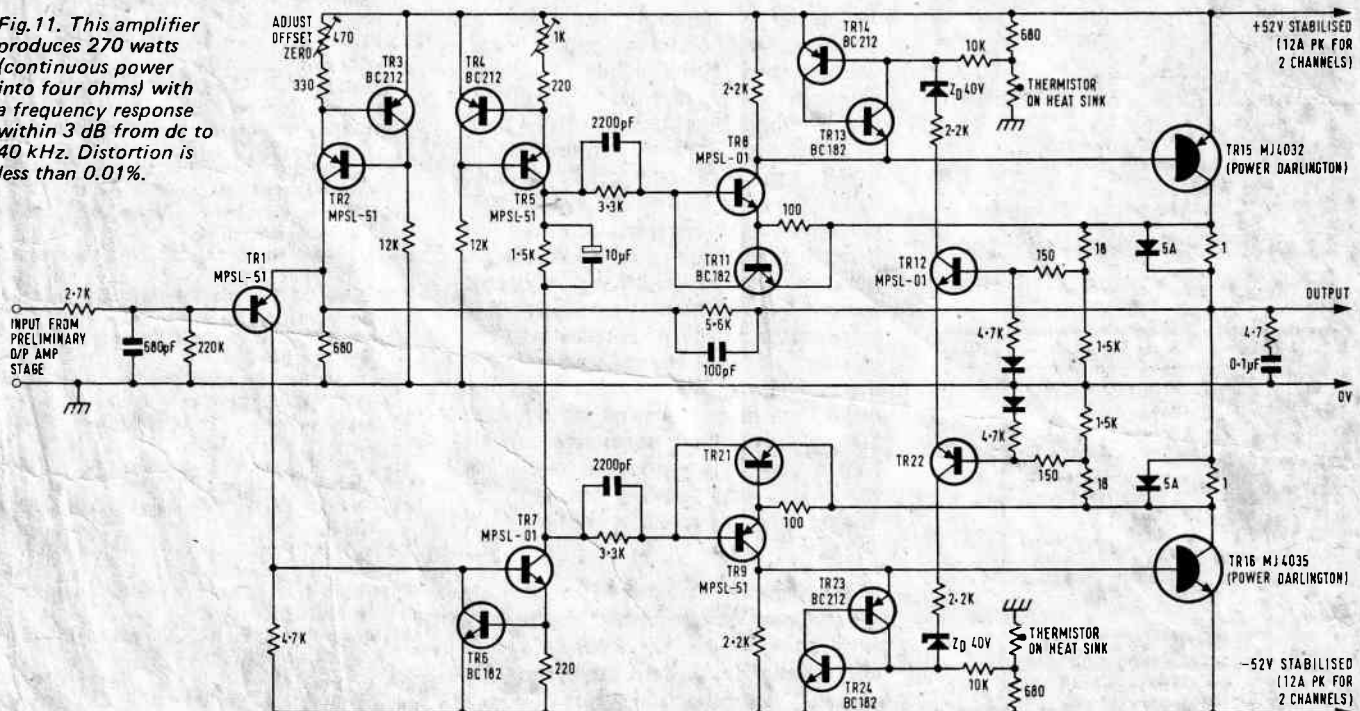 Fig. 11. This amplifier
produces 270 watts
(continuous power
into four ohms) with
a frequency response
within 3 dB from dc to
40 kHz. Distortion is
less than 0.01%.
ADJUST
OFFSET
ZERO
470
330
TR3
BC212
TR4
BC212
1K
220
TR2
MPSL-51
TR5
MPSL-51
12K
12K
2200pF
3·3K
1·5K
10µF
TR1
MPSL-51
2·7K
INPUT FROM
PRELIMINARY
O/P AMP
STAGE
680pF
220K
680
TR14
BC212
10K
680
2·2K
ZD 40V
THERMISTOR
ON HEAT SINK
TR13
BC182
2·2K
TR8
MPSL-01
100
TR11
BC182
TR12
MPSL-01
150
18
5A
1
+52V STABILISED
(12A PK FOR
2 CHANNELS)
TR15 MJ4032
(POWER DARLINGTON)
OUTPUT
5·6K
100pF
4·7K
1·5K
4·7
0·1µF
0V
4·7K
1·5K
TR21
TR22
150
18
5A
1
2200pF
3·3K
100
TR7
MPSL-01
TR9
MPSL-51
TR16 MJ4035
(POWER DARLINGTON)
4·7K
TR6
BC182
220
2·2K
TR23
BC212
2·2K
ZD 40V
THERMISTOR
ON HEAT SINK
TR24
BC182
10K
680
-52V STABILISED
(12A PK FOR
2 CHANNELS)